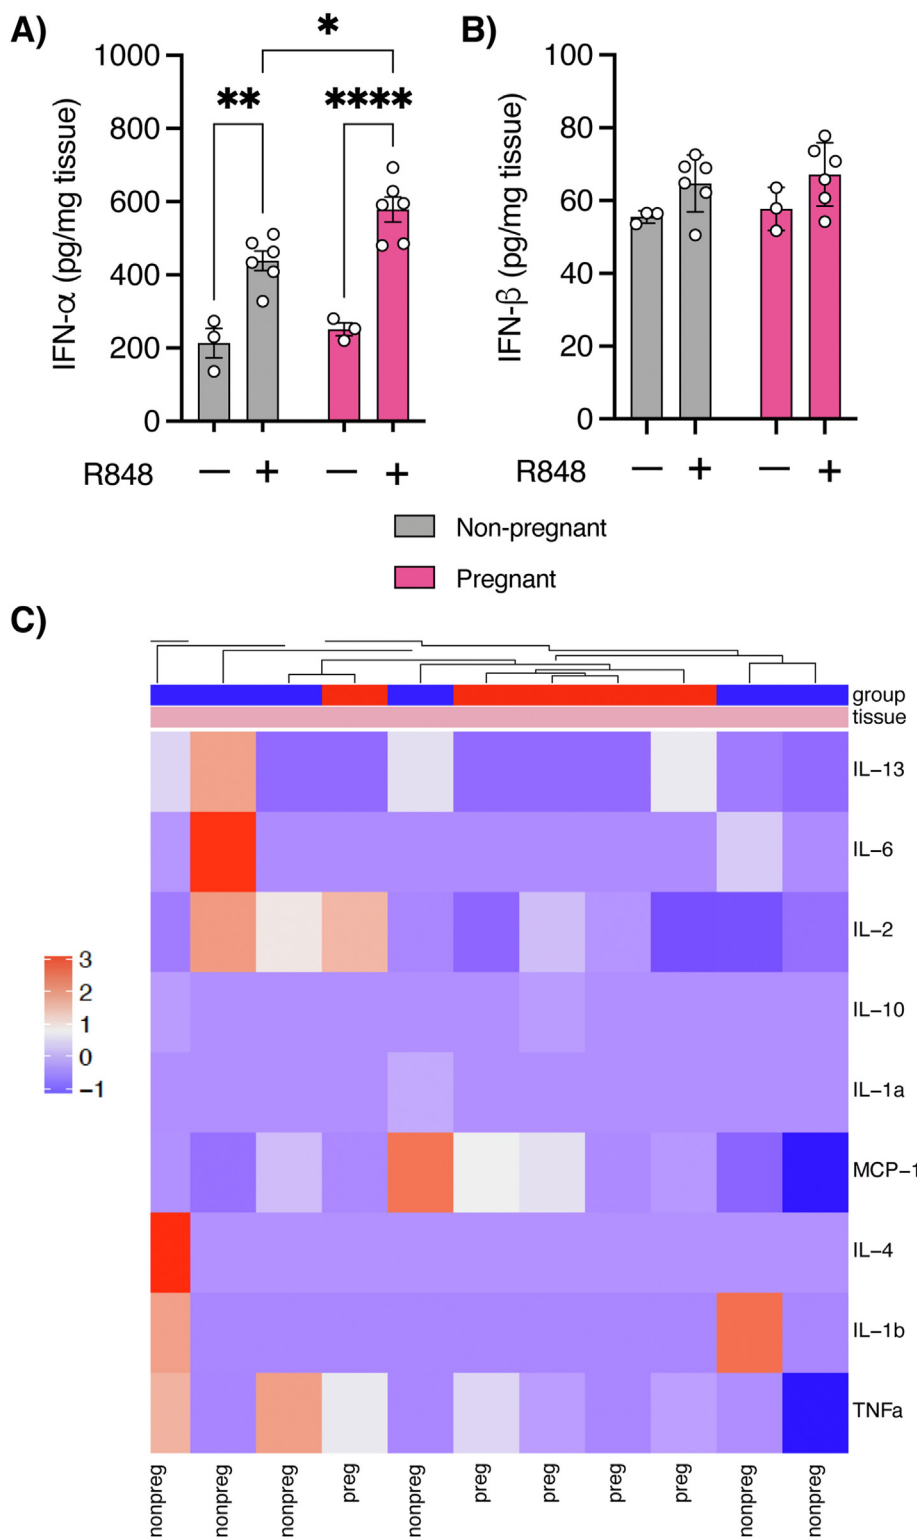 A)
*
** ****
1000
800
600
400
200
0
IFN-α (pg/mg tissue)
R848 — + — +
B)
100
80
60
40
20
0
IFN-β (pg/mg tissue)
R848 — + — +
Non-pregnant
Pregnant
C)
group
tissue
IL−13
IL−6
IL−2
IL−10
IL−1a
MCP−1
IL−4
IL−1b
TNFa
3
2
1
0
−1
nonpreg
nonpreg
nonpreg
preg
nonpreg
preg
preg
preg
preg
nonpreg
nonpreg